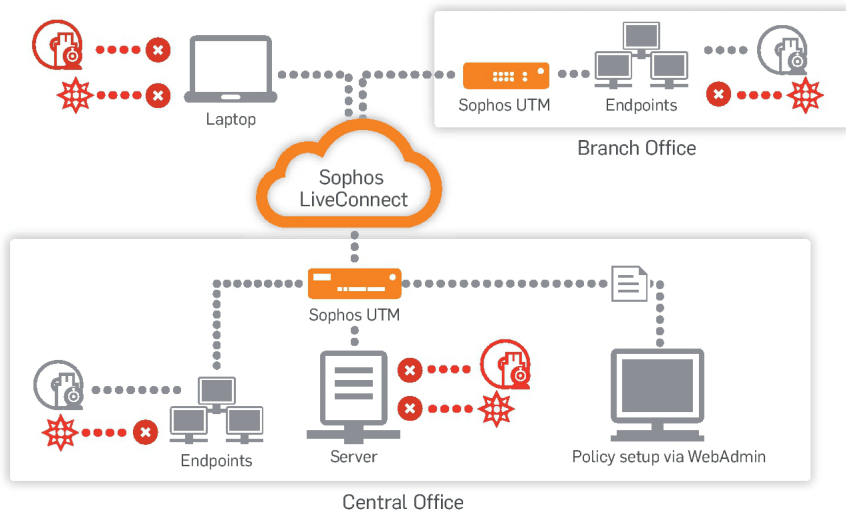 Laptop
Sophos UTM
Endpoints
Branch Office
Sophos
LiveConnect
Sophos UTM
Endpoints
Server
Policy setup via WebAdmin
Central Office